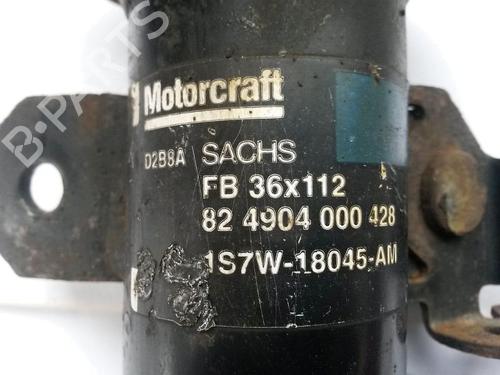 Motorcraft
D2B8A SACHS
FB 36x112
82 4904 000 428
1S7W-18045-AM
B-PARTS